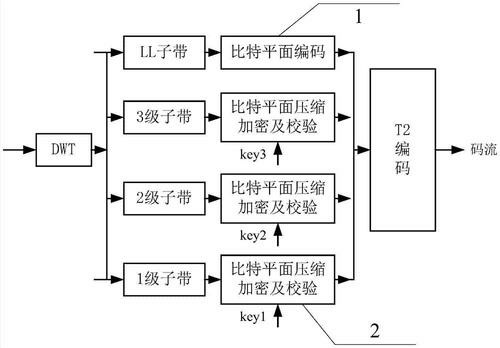 1
LL子带
比特平面编码
3级子带
比特平面压缩
加密及校验
key3
DWT
T2
编
码
码流
2级子带
比特平面压缩
加密及校验
key2
1级子带
比特平面压缩
加密及校验
key1
2